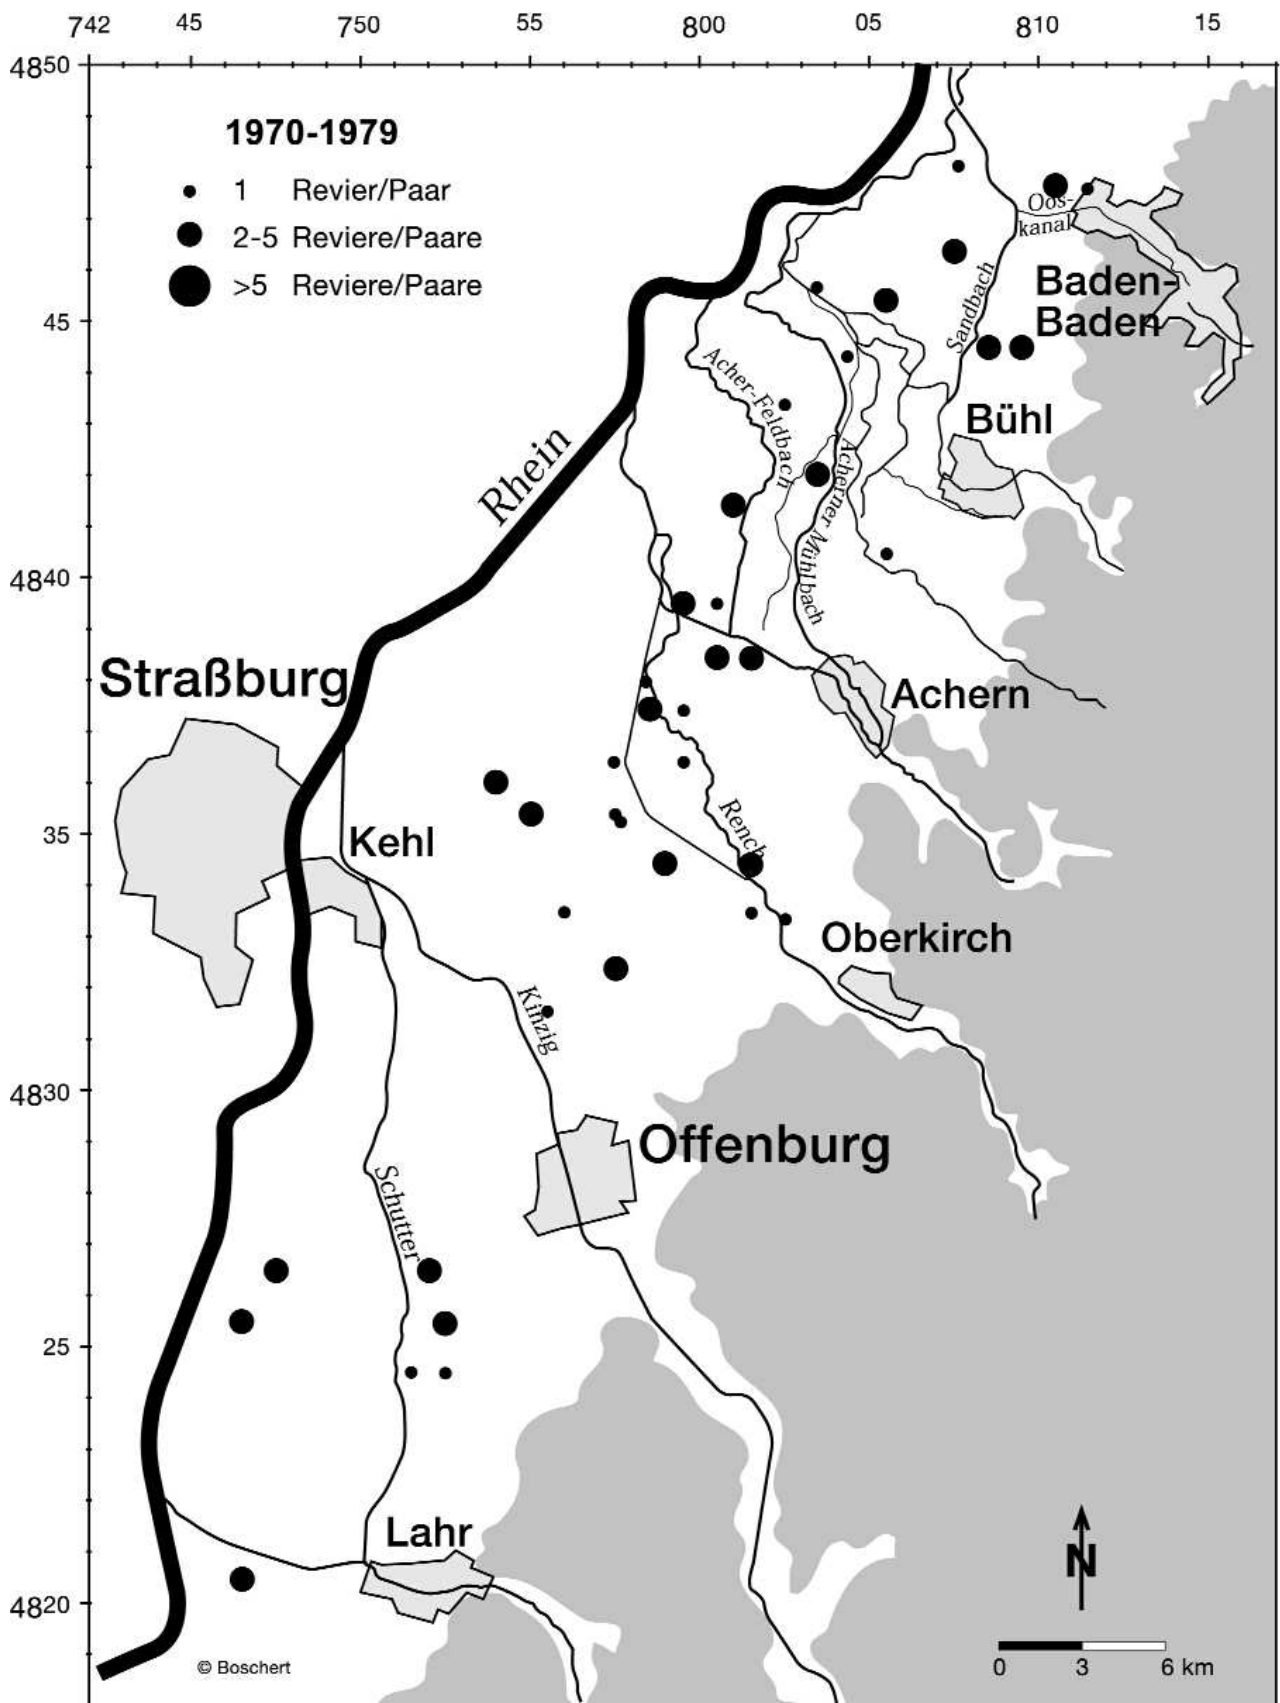 742 45 750 55 800 05 810 15
4850
1970-1979
1 Revier/Paar
2-5 Reviere/Paare
>5 Reviere/Paare
Oos-
kanal
Baden-
Baden
45
Sandbach
Acher-Feldbach
Bühl
Rhein
Acherner Mühlbach
4840
Straßburg
Achern
35
Kehl
Rench
Oberkirch
Kinzig
4830
Offenburg
Schutter
25
Lahr
N
4820
© Boschert
0 3 6 km